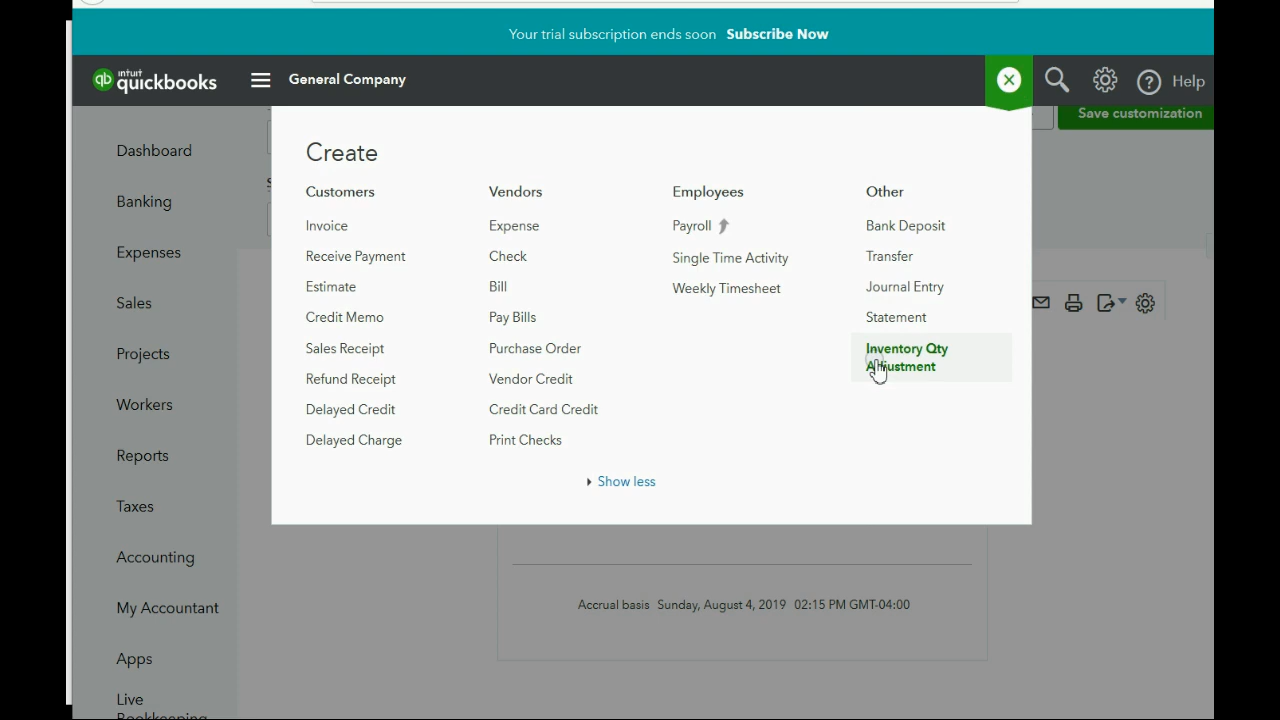 Your trial subscription ends soon Subscribe Now
intuit
qb quickbooks
General Company
Help
Save customization
Dashboard
Banking
Expenses
Sales
Projects
Workers
Reports
Taxes
Accounting
My Accountant
Apps
Live
Bookkeeping
Create
Customers
Invoice
Receive Payment
Estimate
Credit Memo
Sales Receipt
Refund Receipt
Delayed Credit
Delayed Charge
Vendors
Expense
Check
Bill
Pay Bills
Purchase Order
Vendor Credit
Credit Card Credit
Print Checks
Employees
Payroll
Single Time Activity
Weekly Timesheet
Other
Bank Deposit
Transfer
Journal Entry
Statement
Inventory Qty
Adjustment
Show less
Accrual basis Sunday, August 4, 2019 02:15 PM GMT-04:00